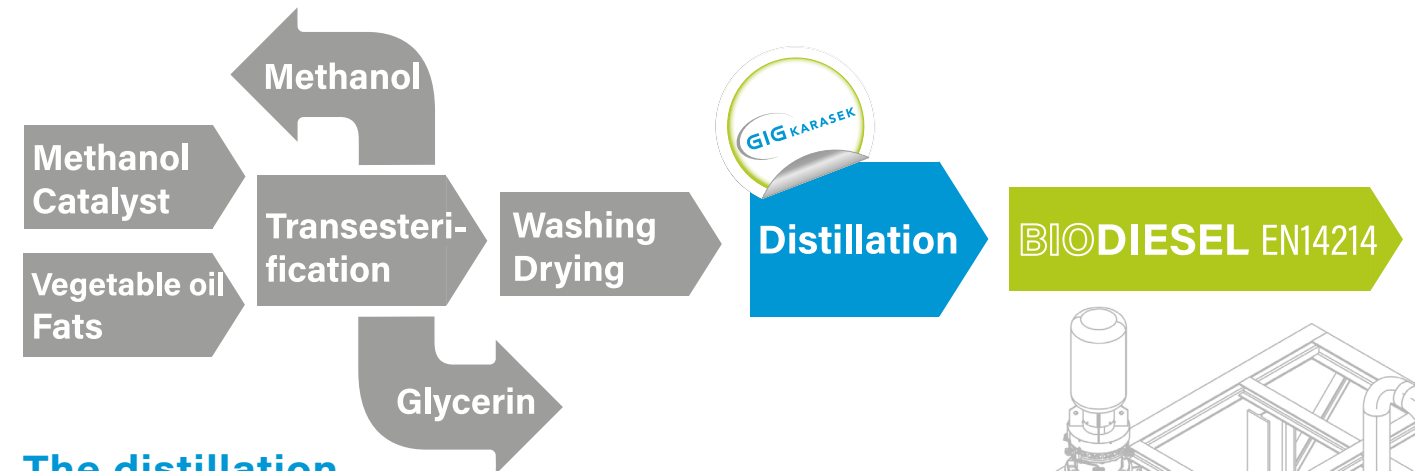 Methanol
Methanol
Catalyst
Vegetable oil
Fats
Transesteri-
fication
Glycerin
Washing
Drying
GIG KARASEK
Distillation
BIODIESEL EN14214
The distillation